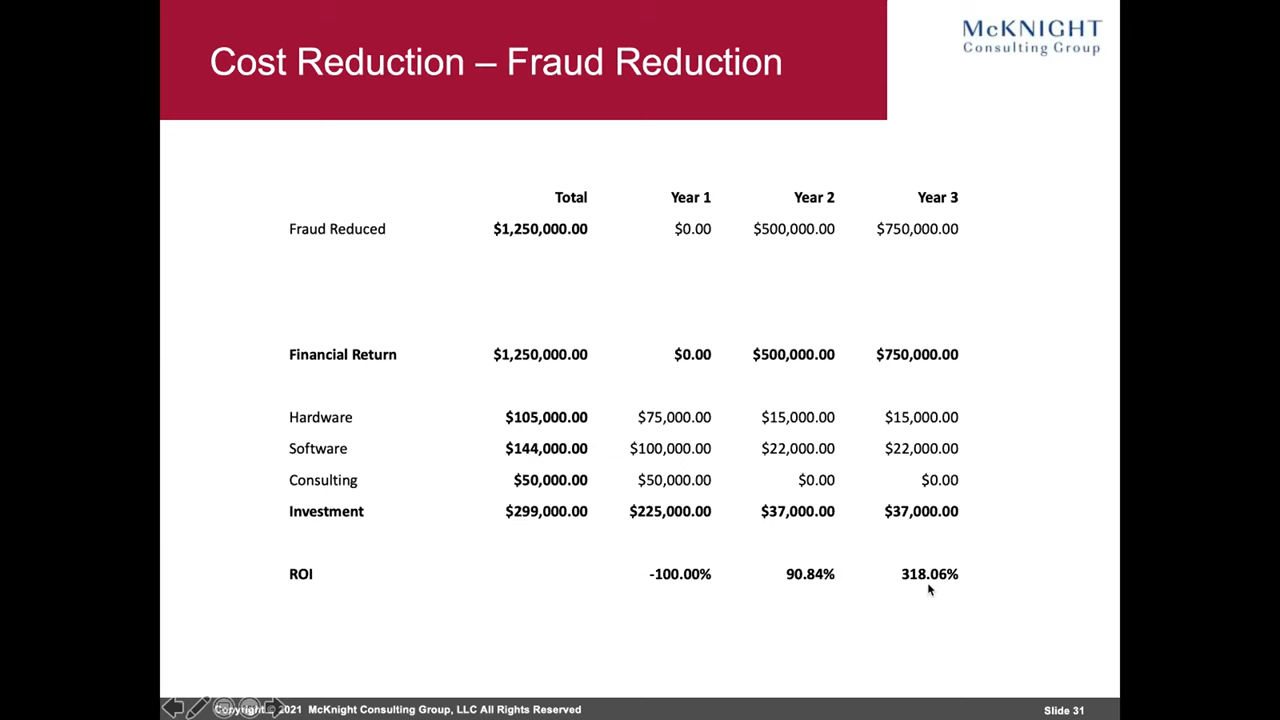 Cost Reduction – Fraud Reduction
McKNIGHT
Consulting Group
Total Year 1 Year 2 Year 3
Fraud Reduced $1,250,000.00 $0.00 $500,000.00 $750,000.00
Financial Return $1,250,000.00 $0.00 $500,000.00 $750,000.00
Hardware $105,000.00 $75,000.00 $15,000.00 $15,000.00
Software $144,000.00 $100,000.00 $22,000.00 $22,000.00
Consulting $50,000.00 $50,000.00 $0.00 $0.00
Investment $299,000.00 $225,000.00 $37,000.00 $37,000.00
ROI -100.00% 90.84% 318.06%
Copyright © 2021 McKnight Consulting Group, LLC All Rights Reserved
Slide 31